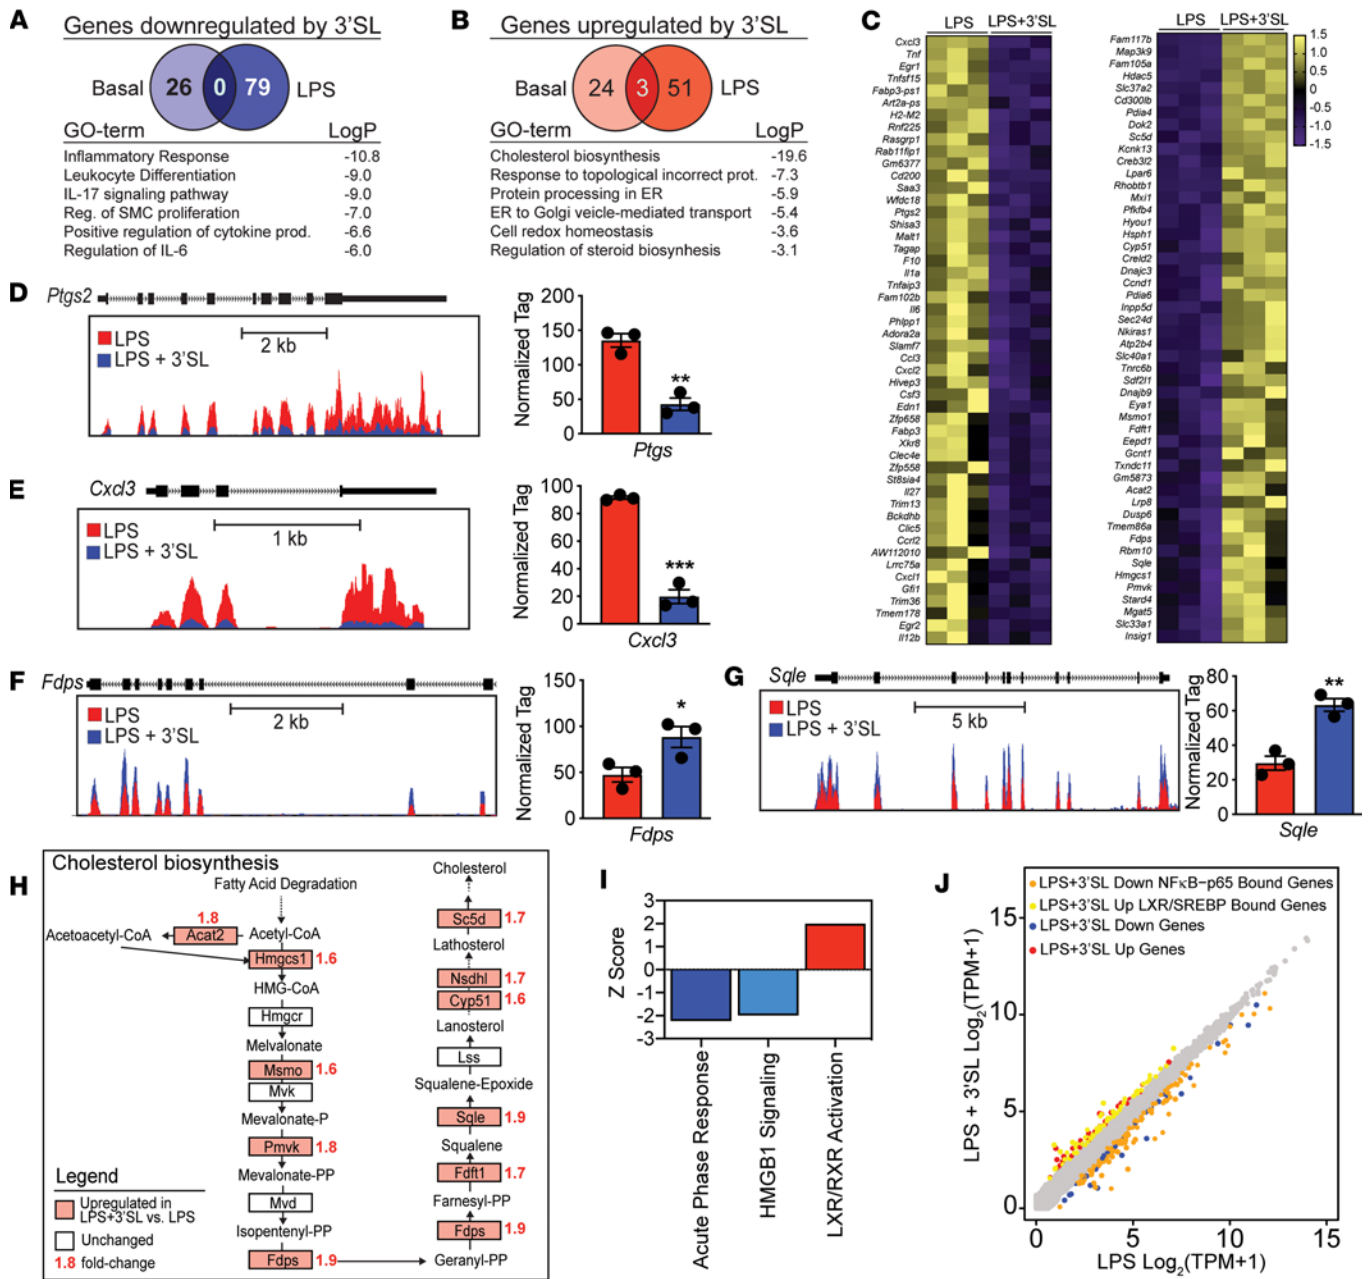 A
Genes downregulated by 3'SL
Basal
26
0
79
LPS
GO-term LogP
Inflammatory Response -10.8
Leukocyte Differentiation -9.0
IL-17 signaling pathway -9.0
Reg. of SMC proliferation -7.0
Positive regulation of cytokine prod. -6.6
Regulation of IL-6 -6.0
B
Genes upregulated by 3'SL
Basal
24
3
51
LPS
GO-term LogP
Cholesterol biosynthesis -19.6
Response to topological incorrect prot. -7.3
Protein processing in ER -5.9
ER to Golgi veicle-mediated transport -5.4
Cell redox homeostasis -3.6
Regulation of steroid biosynhesis -3.1
C
LPS LPS+3'SL
Cxcl3
Tnf
Egr1
Tnfsf15
Fabp3-ps1
Art2a-ps
H2-M2
Rnf225
Rasgrp1
Rab11fip1
Gm6377
Cd200
Saa3
Wfdc18
Ptgs2
Shisa3
Malt1
Tagap
F10
Il1a
Tnfaip3
Fam102b
Il6
Phlpp1
Adora2a
Slamf7
Ccl3
Cxcl2
Hivep3
Csf3
Edn1
Zfp658
Fabp3
Xkr8
Clec4e
Zfp558
St8sia4
Il27
Trim13
Bckdhb
Clic5
Ccrl2
AW112010
Lrrc75a
Cxcl1
Gfi1
Trim36
Tmem178
Egr2
Il12b
LPS LPS+3'SL
Fam117b
Map3k9
Fam105a
Hdac5
Slc37a2
Cd300lb
Pdia4
Dok2
Sc5d
Kcnk13
Creb3l2
Lpar6
Rhobtb1
Mxi1
Pfkfb4
Hyou1
Hsph1
Cyp51
Creld2
Dnajc3
Ccnd1
Pdia6
Inpp5d
Sec24d
Nkiras1
Atp2b4
Slc40a1
Tnrc6b
Sdf2l1
Dnajb9
Eya1
Msmo1
Fdft1
Eepd1
Gcnt1
Txndc11
Gm5873
Acat2
Lrp8
Dusp6
Tmem86a
Fdps
Rbm10
Sqle
Hmgcs1
Pmvk
Stard4
Mgat5
Slc33a1
Insig1
1.5
1.0
0.5
0
-0.5
-1.0
-1.5
D
Ptgs2
LPS
LPS + 3'SL
2 kb
Normalized Tag
200
150
100
50
0
**
Ptgs
E
Cxcl3
LPS
LPS + 3'SL
1 kb
Normalized Tag
100
80
60
40
20
0
***
Cxcl3
F
Fdps
LPS
LPS + 3'SL
2 kb
Normalized Tag
150
100
50
0
*
Fdps
G
Sqle
LPS
LPS + 3'SL
5 kb
Normalized Tag
80
60
40
20
0
**
Sqle
H
Cholesterol biosynthesis
Fatty Acid Degradation
1.8
Acetoacetyl-CoA Acat2 Acetyl-CoA
Hmgcs1 1.6
HMG-CoA
Hmgcr
Melvalonate
Msmo 1.6
Mvk
Mevalonate-P
Pmvk 1.8
Mevalonate-PP
Mvd
Isopentenyl-PP
Fdps 1.9
Cholesterol
Sc5d 1.7
Lathosterol
Nsdhl 1.7
Cyp51 1.6
Lanosterol
Lss
Squalene-Epoxide
Sqle 1.9
Squalene
Fdft1 1.7
Farnesyl-PP
Fdps 1.9
Geranyl-PP
Legend
Upregulated in
LPS+3'SL vs. LPS
Unchanged
1.8 fold-change
I
Z Score
3
2
1
0
-1
-2
-3
Acute Phase Response
HMGB1 Signaling
LXR/RXR Activation
J
LPS+3'SL Down NFκB-p65 Bound Genes
LPS+3'SL Up LXR/SREBP Bound Genes
LPS+3'SL Down Genes
LPS+3'SL Up Genes
LPS + 3'SL Log2(TPM+1)
15
10
5
0
0 5 10 15
LPS Log2(TPM+1)